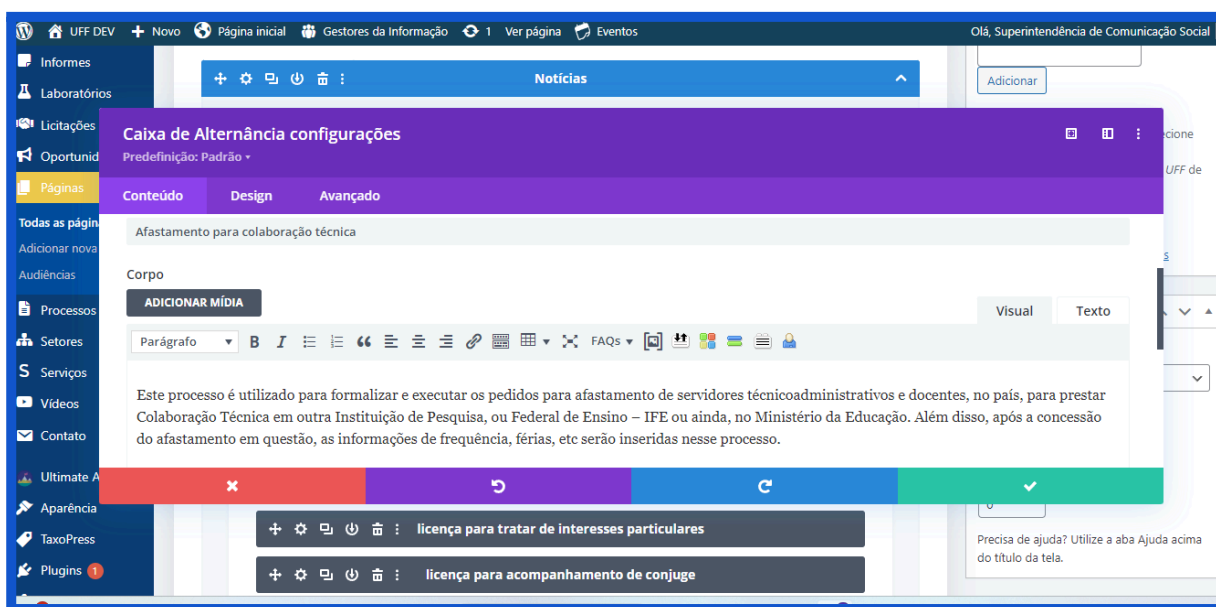 UFF DEV Novo Página inicial Gestores da Informação 1 Ver página Eventos Olá, Superintendência de Comunicação Social
Informes
Notícias
Laboratórios
Adicionar
Licitações
Caixa de Alternância configurações
Oportunid
Predefinição: Padrão
UFF de
Páginas
Conteúdo Design Avançado
Todas as págin
Afastamento para colaboração técnica
Adicionar nova
Audiências
Corpo
ADICIONAR MÍDIA
Processos
Visual Texto
Setores
Parágrafo B I FAQs
Serviços
Este processo é utilizado para formalizar e executar os pedidos para afastamento de servidores técnicoadministrativos e docentes, no país, para prestar
Vídeos
Colaboração Técnica em outra Instituição de Pesquisa, ou Federal de Ensino – IFE ou ainda, no Ministério da Educação. Além disso, após a concessão
Contato
do afastamento em questão, as informações de frequência, férias, etc serão inseridas nesse processo.
Ultimate A
Aparência
licença para tratar de interesses particulares
TaxoPress
Precisa de ajuda? Utilize a aba Ajuda acima
do título da tela.
Plugins 1
licença para acompanhamento de conjuge